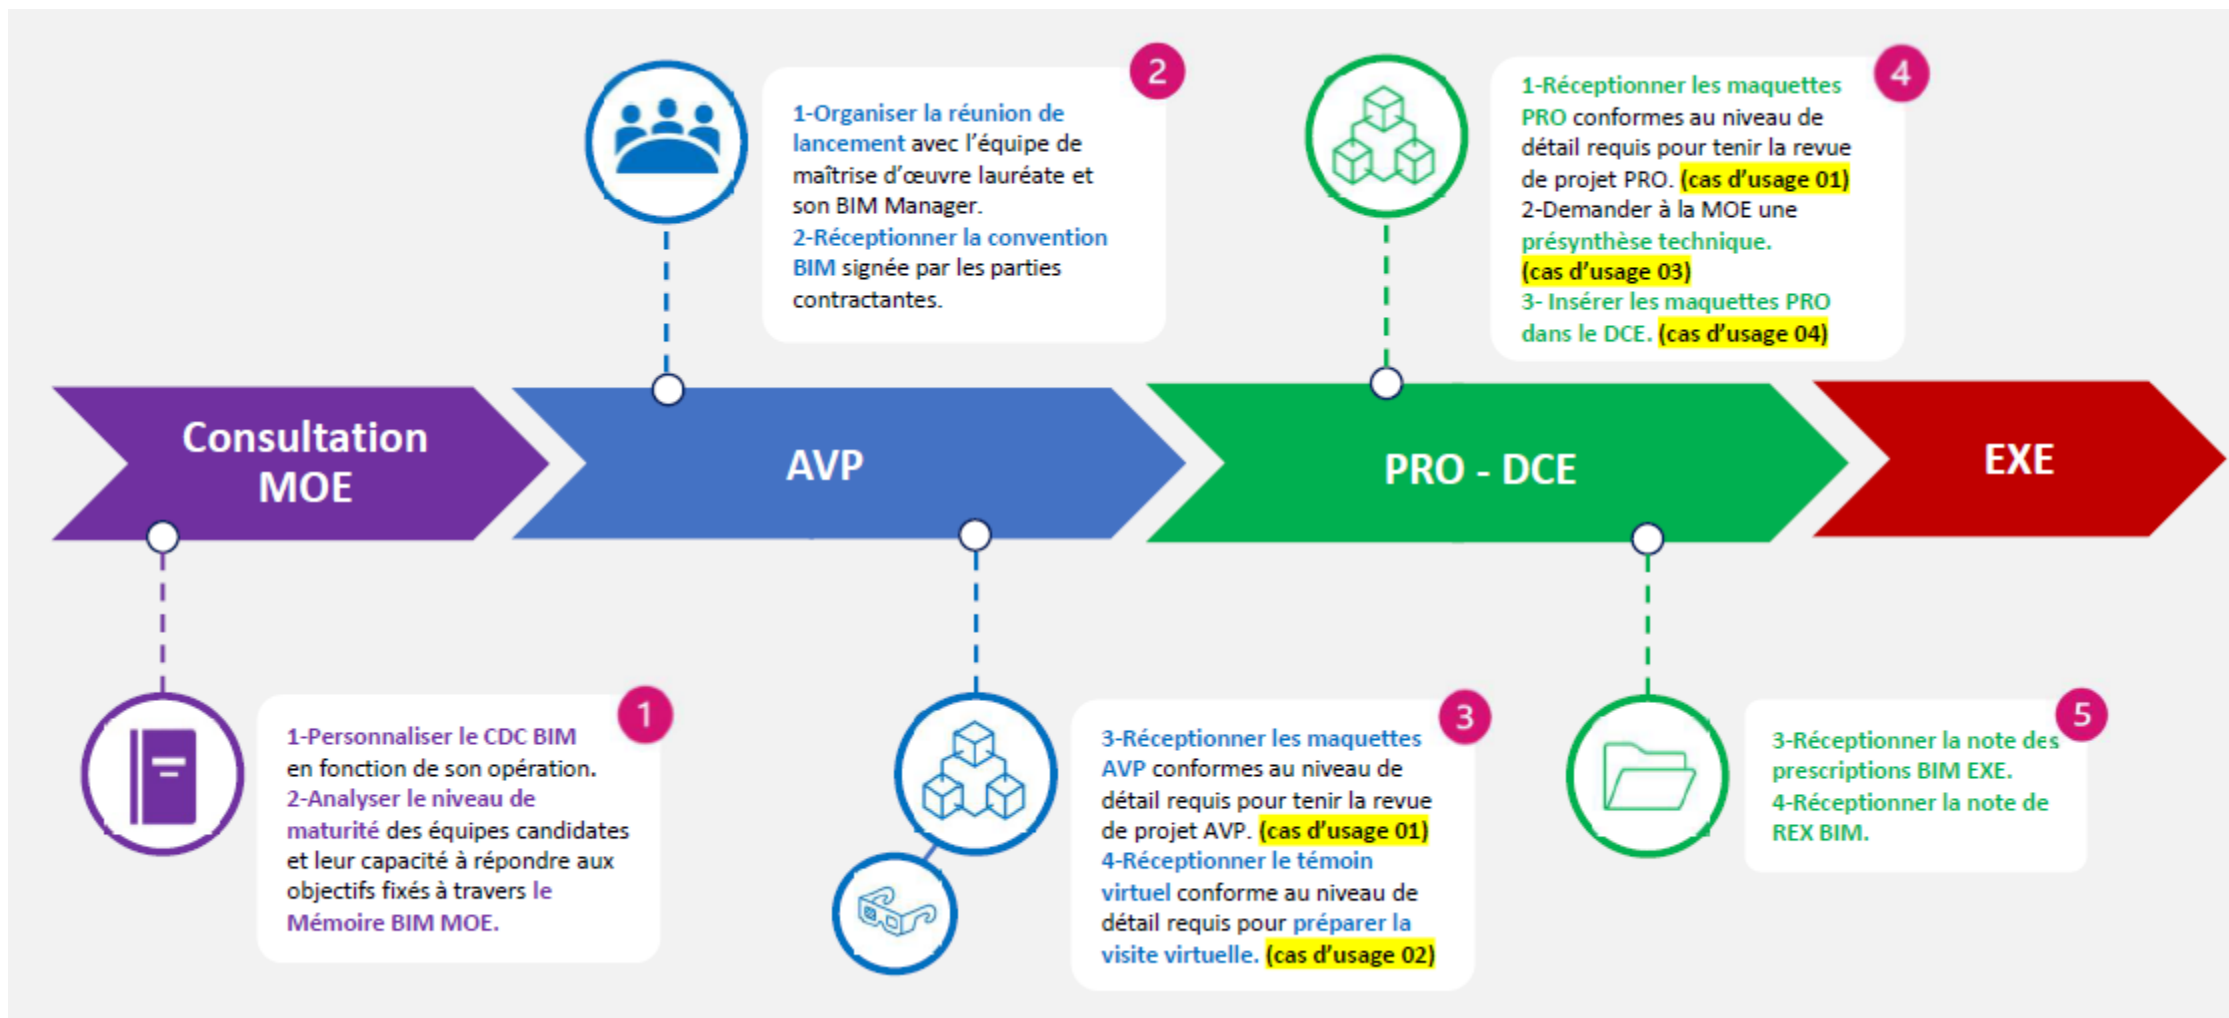 2
1-Organiser la réunion de
lancement avec l'équipe de
maîtrise d'œuvre lauréate et
son BIM Manager.
2-Réceptionner la convention
BIM signée par les parties
contractantes.
4
1-Réceptionner les maquettes
PRO conformes au niveau de
détail requis pour tenir la revue
de projet PRO. (cas d'usage 01)
2-Demander à la MOE une
présynthèse technique.
(cas d'usage 03)
3- Insérer les maquettes PRO
dans le DCE. (cas d'usage 04)
Consultation
MOE
AVP
PRO - DCE
EXE
1
1-Personnaliser le CDC BIM
en fonction de son opération.
2-Analyser le niveau de
maturité des équipes candidates
et leur capacité à répondre aux
objectifs fixés à travers le
Mémoire BIM MOE.
3
3-Réceptionner les maquettes
AVP conformes au niveau de
détail requis pour tenir la revue
de projet AVP. (cas d'usage 01)
4-Réceptionner le témoin
virtuel conforme au niveau de
détail requis pour préparer la
visite virtuelle. (cas d'usage 02)
5
3-Réceptionner la note des
prescriptions BIM EXE.
4-Réceptionner la note de
REX BIM.